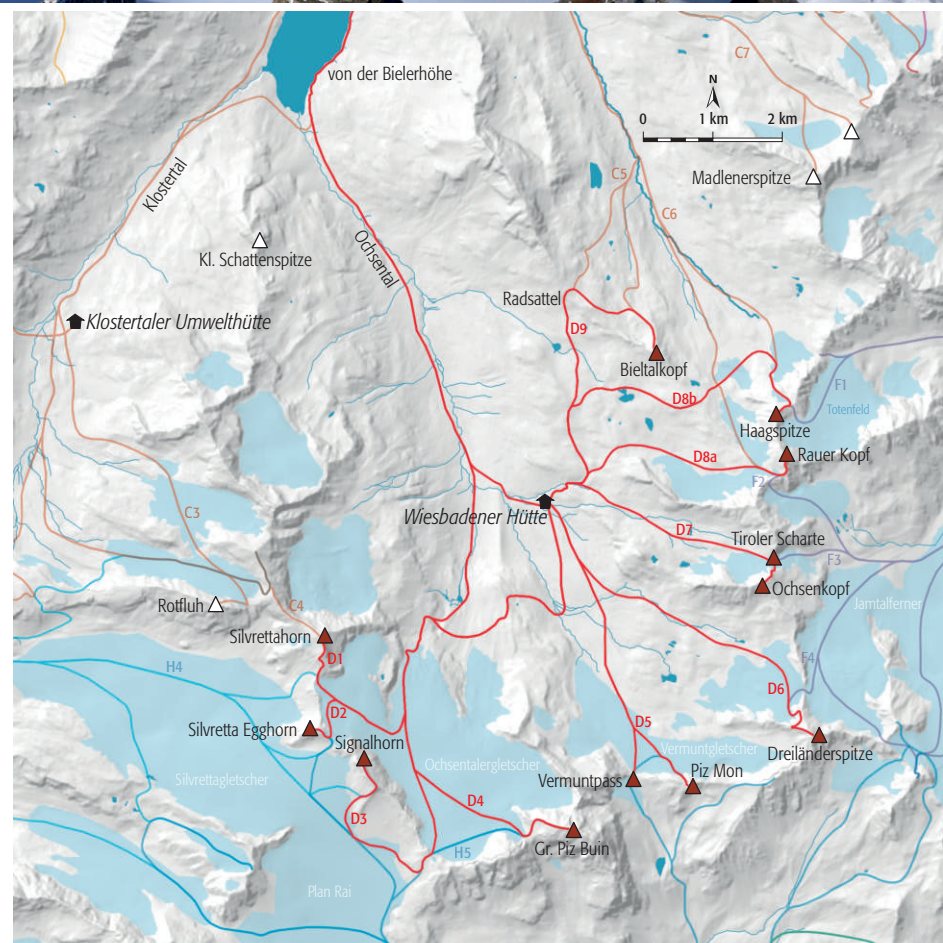 C7
von der Bielerhöhe
N
0 1 km 2 km
Klostertal
C5
Madlenerspitze
C6
Kl. Schattenspitze
Ochsental
Radsattel
Klostertaler Umwelthütte
D9
Bieltalkopf
F1
D8b
Totenfeld
Haagspitze
D8a
Rauer Kopf
F2
C3
Wiesbadener Hütte
D7
Tiroler Scharte
F3
Ochsenkopf
Rotfluh
C4
Jamtalferner
Silvrettahorn
D1
H4
F4
D6
D2
Silvretta Egghorn
D5
Signalhorn
Vermuntgletscher
Dreiländerspitze
Silvrettagletscher
Ochsentalergletscher
Vermuntpass
Piz Mon
D4
D3
Gr. Piz Buin
H5
Plan Rai